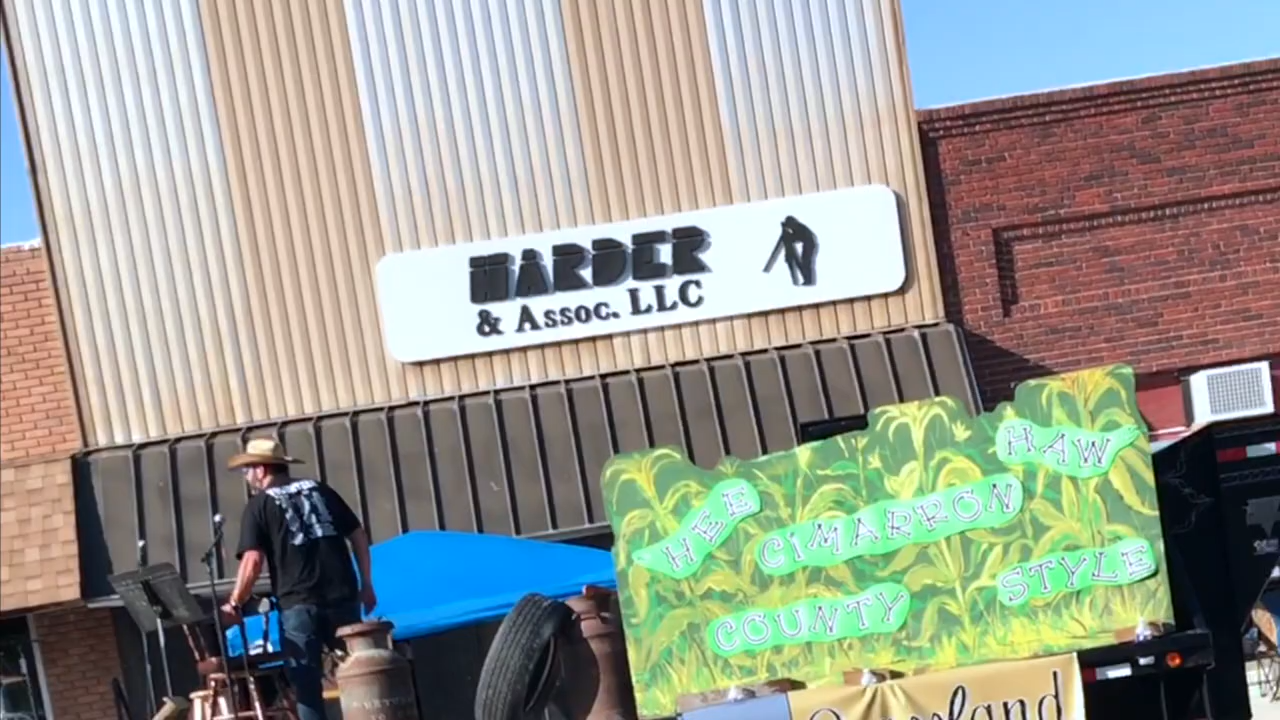 HARDER
& Assoc. LLC
HEE HAW
CIMARRON
COUNTY STYLE